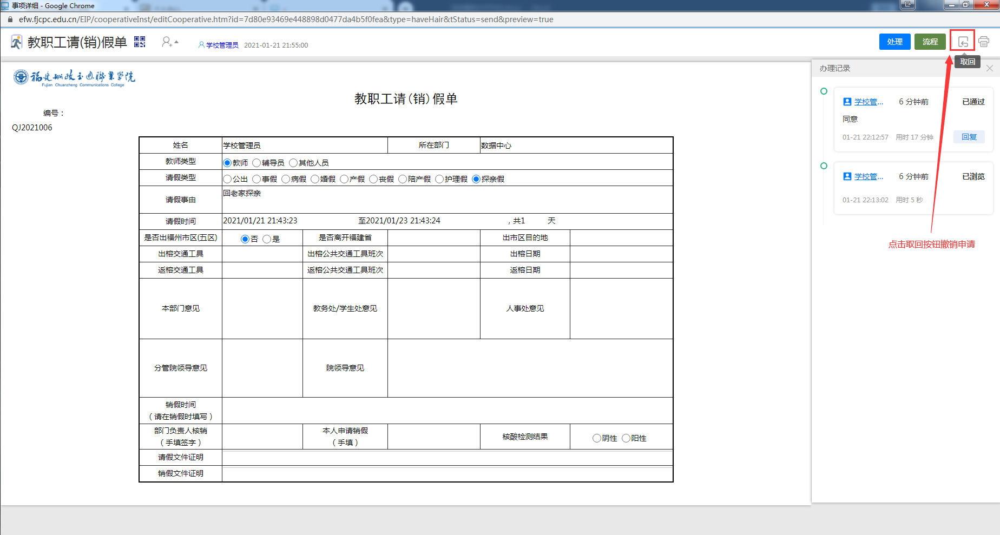 事项详细 - Google Chrome
efw.fjcpc.edu.cn/EIP/cooperativeInst/editCooperative.htm?id=7d80e93469e448898d0477da4b5f0fea&type=haveHair&tStatus=send&preview=true
教职工请(销)假单 学校管理员 2021-01-21 21:55:00 处理 流程
取回
办理记录
福建船政交通職業学院
Fujian Chuanzheng Communications College
教职工请(销)假单
编号：
QJ2021006
姓名 学校管理员 所在部门 数据中心
教师类型 教师 辅导员 其他人员
请假类型 公出 事假 病假 婚假 产假 丧假 陪产假 护理假 探亲假
请假事由 回老家探亲
请假时间 2021/01/21 21:43:23 至2021/01/23 21:43:24 ，共1 天
是否出福州市区(五区) 否 是 是否离开福建省 出市区目的地
出榕交通工具 出榕公共交通工具班次 出榕日期
返榕交通工具 返榕公共交通工具班次 返榕日期
本部门意见 教务处/学生处意见 人事处意见
分管院领导意见 院领导意见
销假时间
（请在销假时填写）
部门负责人核销
（手填签字） 本人申请销假
（手填） 核酸检测结果 阴性 阳性
请假文件证明
销假文件证明
学校管... 6 分钟前 已通过
同意
01-21 22:12:57 用时 17 分钟 回复
学校管... 6 分钟前 已浏览
01-21 22:13:02 用时 5 秒
点击取回按钮撤销申请